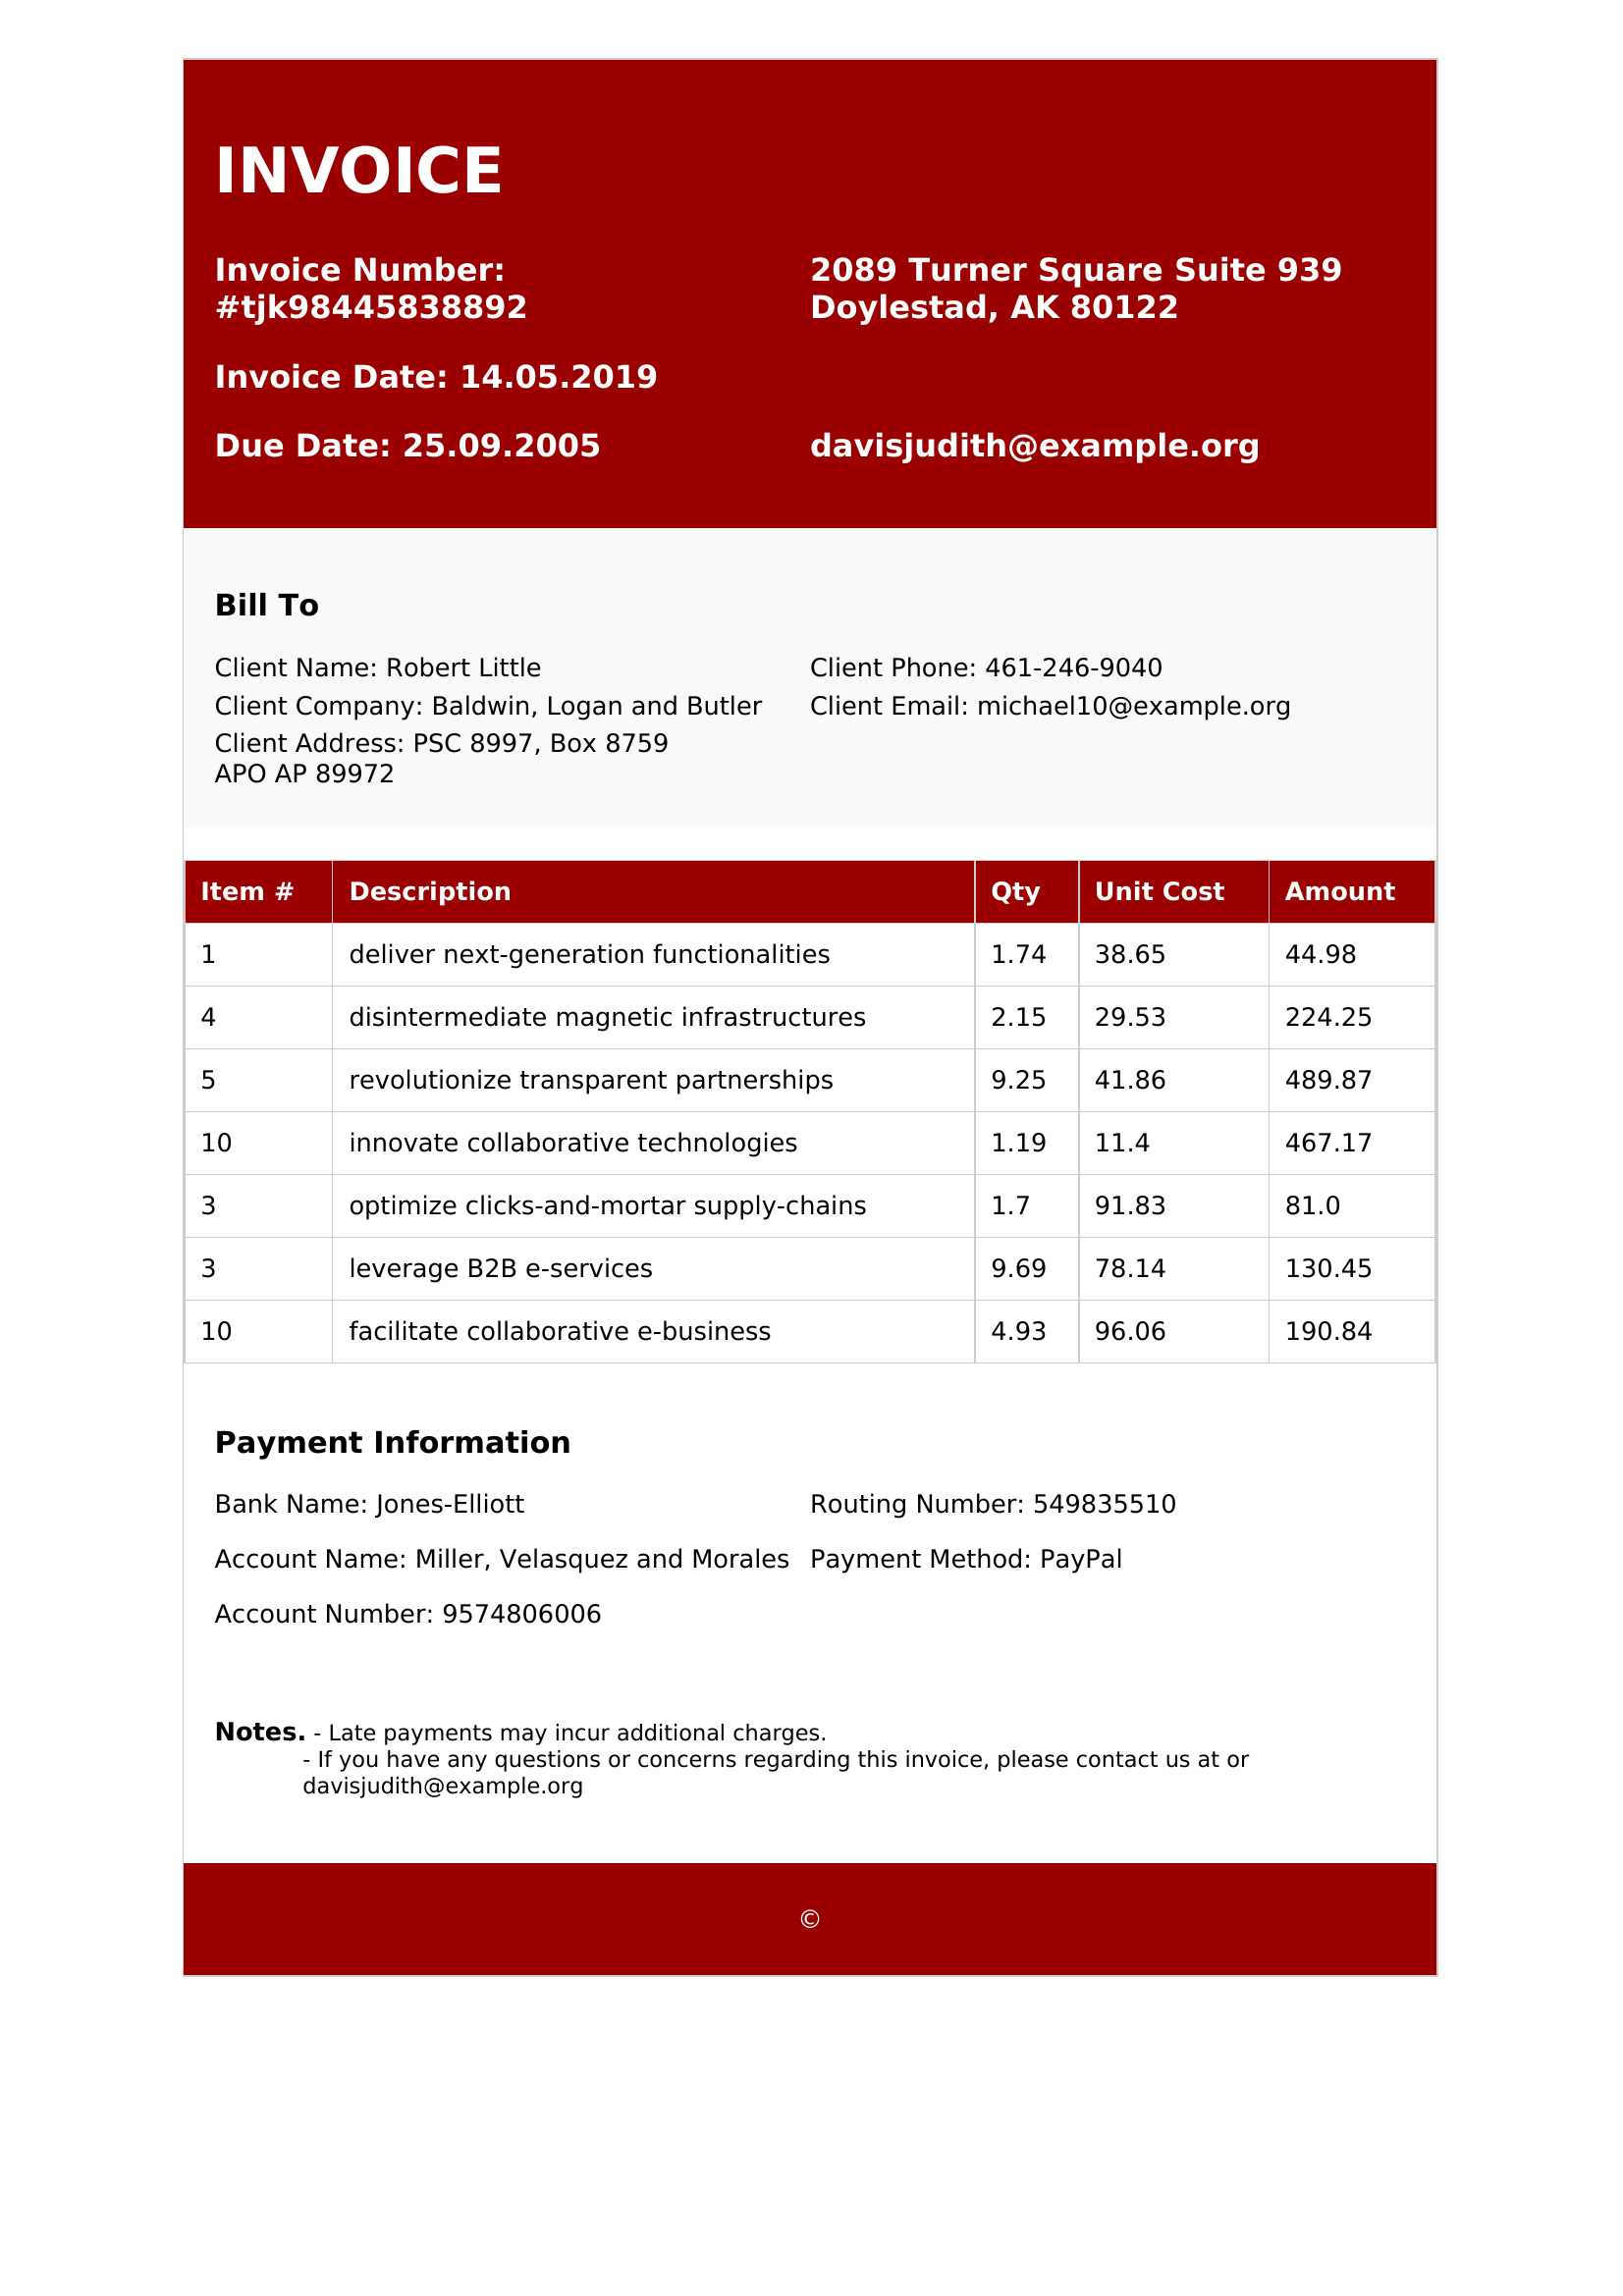 INVOICE
Invoice Number:
#tjk98445838892
2089 Turner Square Suite 939
Doylestad, AK 80122
Invoice Date: 14.05.2019
Due Date: 25.09.2005
davisjudith@example.org
Bill To
Client Name: Robert Little
Client Phone: 461-246-9040
Client Company: Baldwin, Logan and Butler
Client Email: michael10@example.org
Client Address: PSC 8997, Box 8759
APO AP 89972
Item # Description Qty Unit Cost Amount
1 deliver next-generation functionalities 1.74 38.65 44.98
4 disintermediate magnetic infrastructures 2.15 29.53 224.25
5 revolutionize transparent partnerships 9.25 41.86 489.87
10 innovate collaborative technologies 1.19 11.4 467.17
3 optimize clicks-and-mortar supply-chains 1.7 91.83 81.0
3 leverage B2B e-services 9.69 78.14 130.45
10 facilitate collaborative e-business 4.93 96.06 190.84
Payment Information
Bank Name: Jones-Elliott
Routing Number: 549835510
Account Name: Miller, Velasquez and Morales
Payment Method: PayPal
Account Number: 9574806006
Notes. - Late payments may incur additional charges.
- If you have any questions or concerns regarding this invoice, please contact us at or
davisjudith@example.org
©